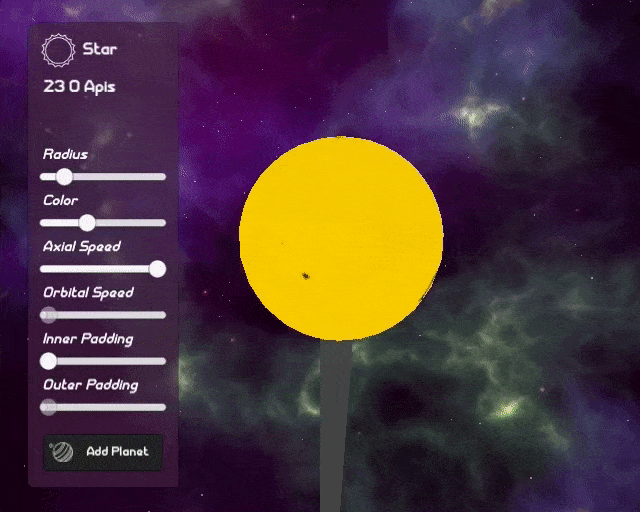 Star
23 O Apis
Radius
Color
Axial Speed
Orbital Speed
Inner Padding
Outer Padding
Add Planet